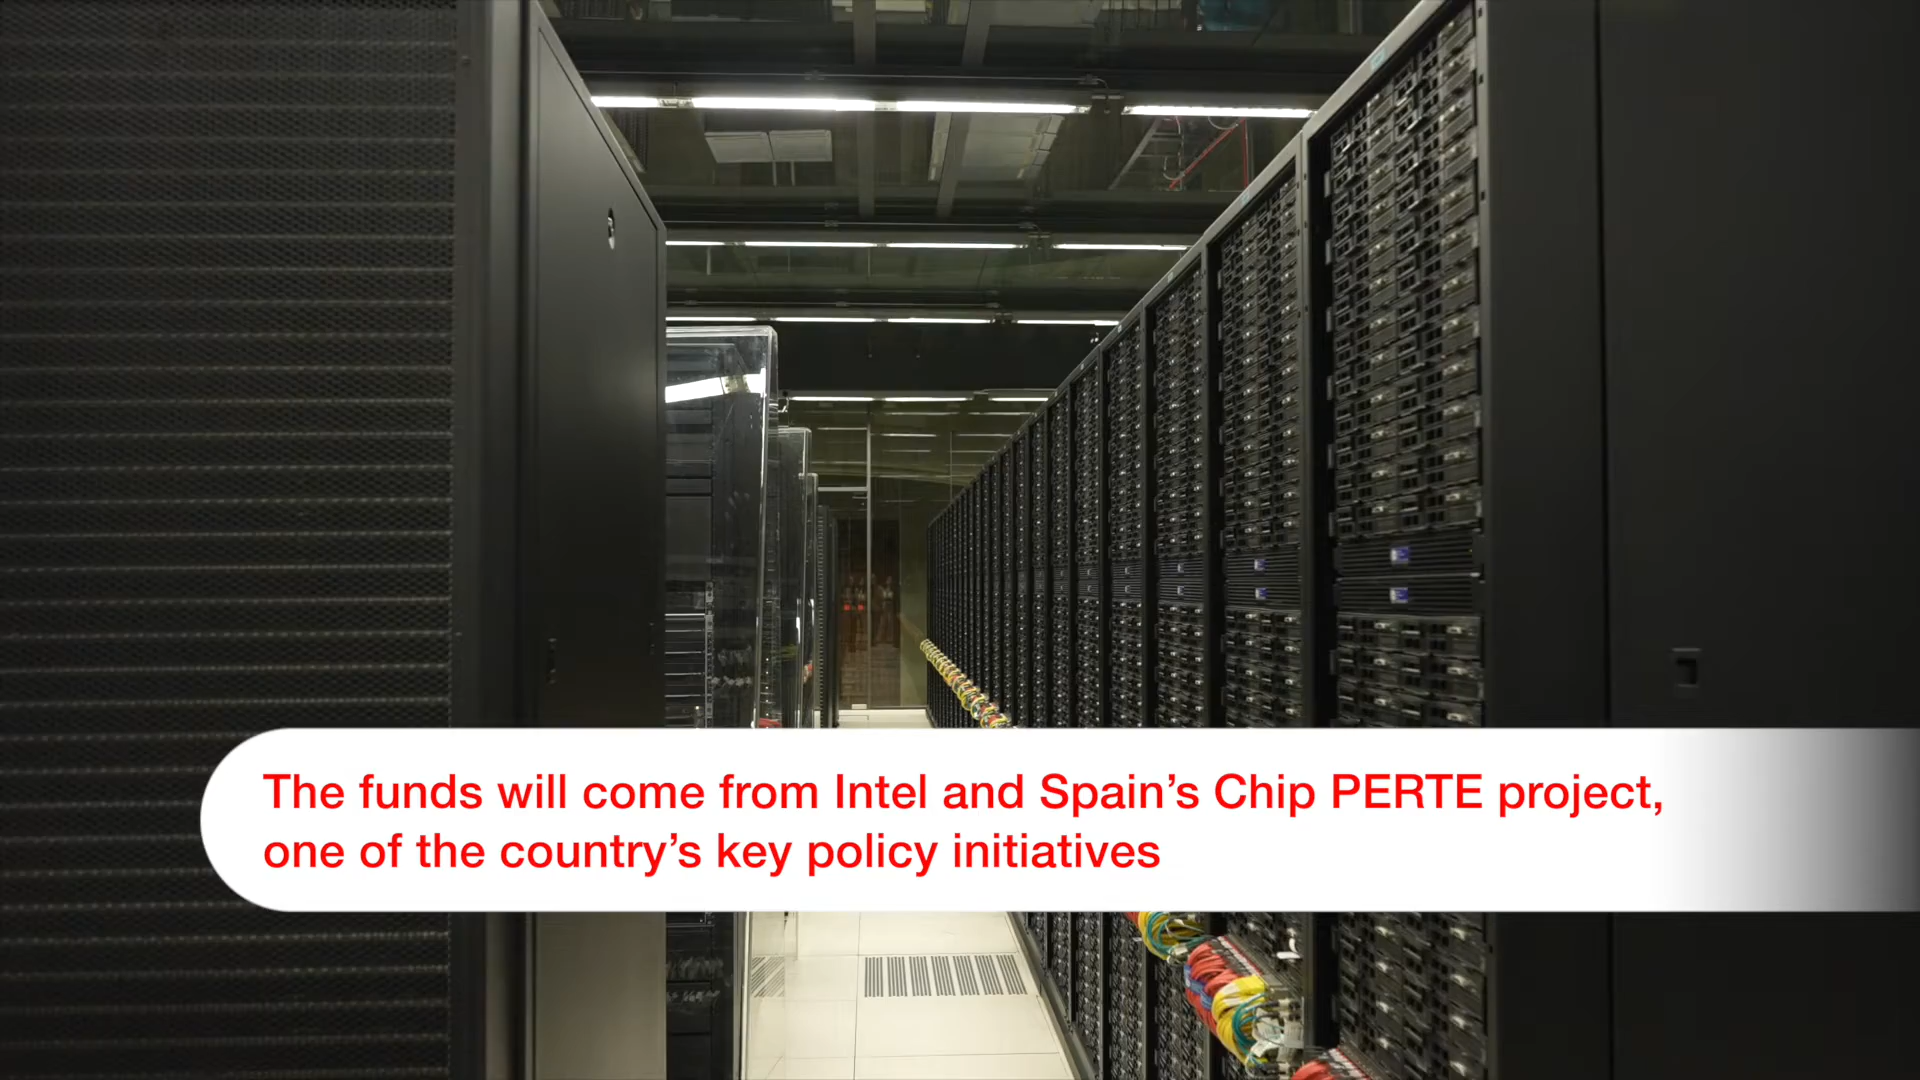 The funds will come from Intel and Spain’s Chip PERTE project,
one of the country’s key policy initiatives